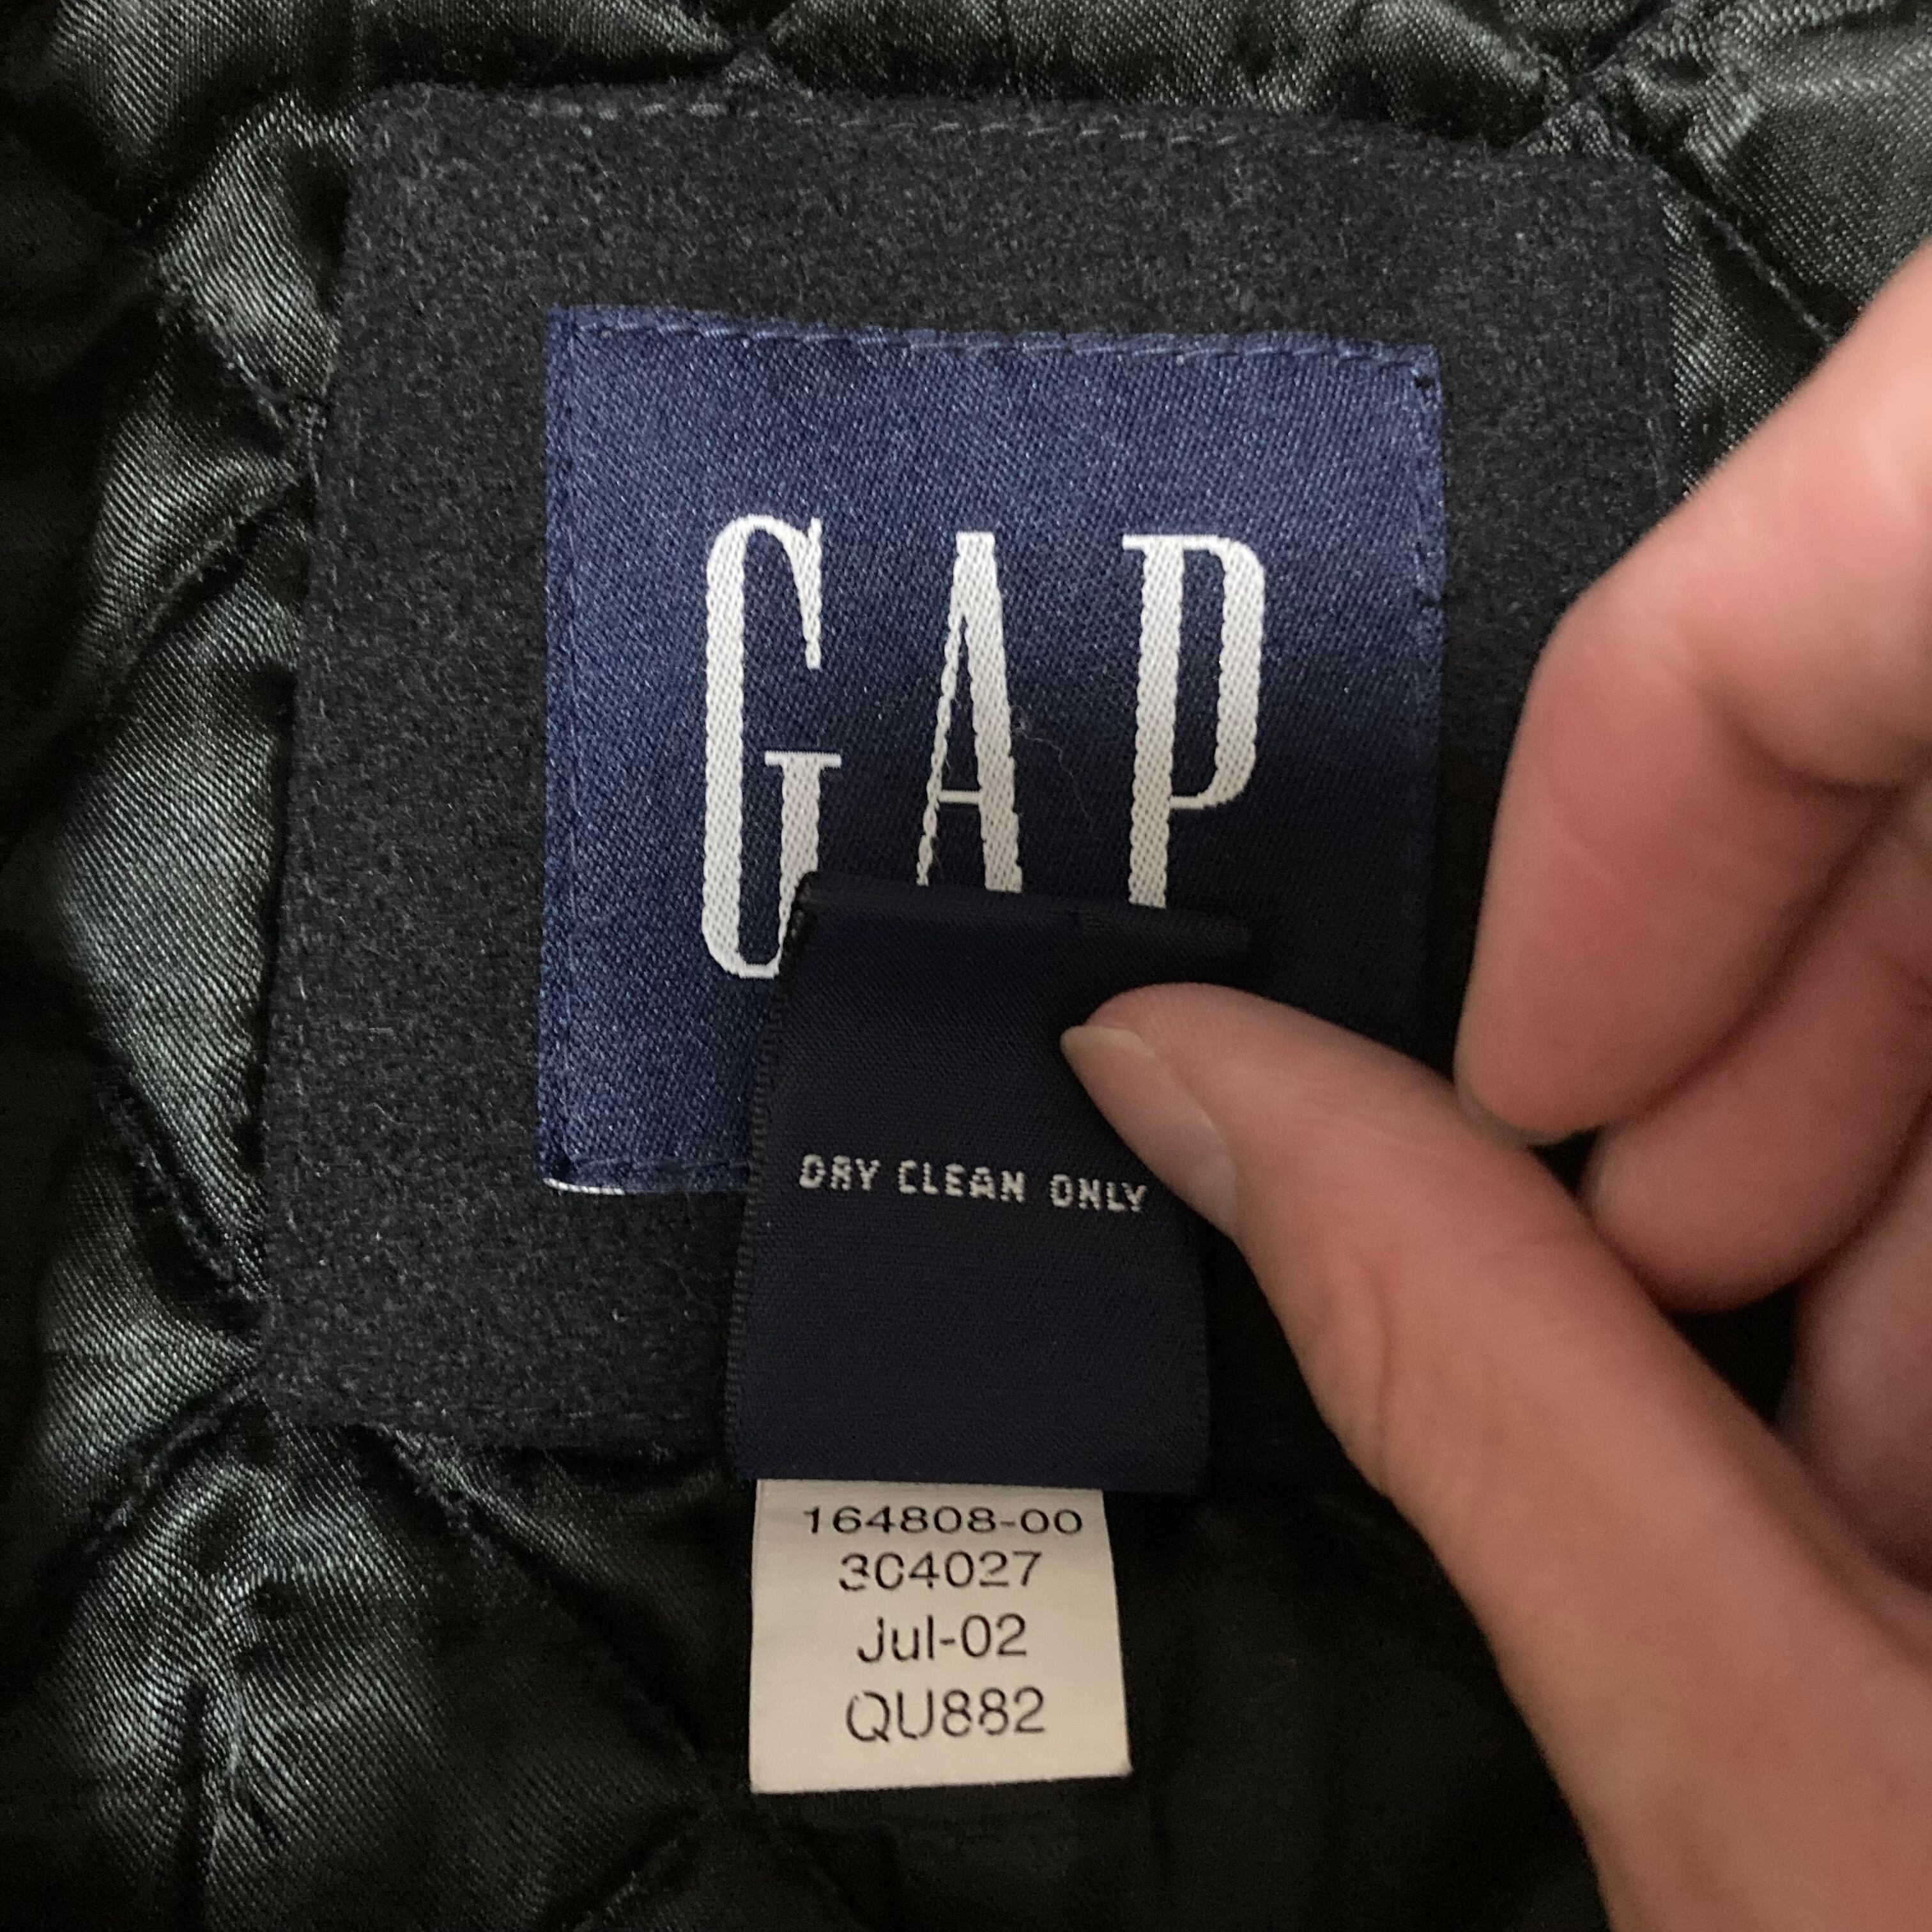 GAP
DRY CLEAN ONLY
164808-00
3C4027
Jul-02
QU882